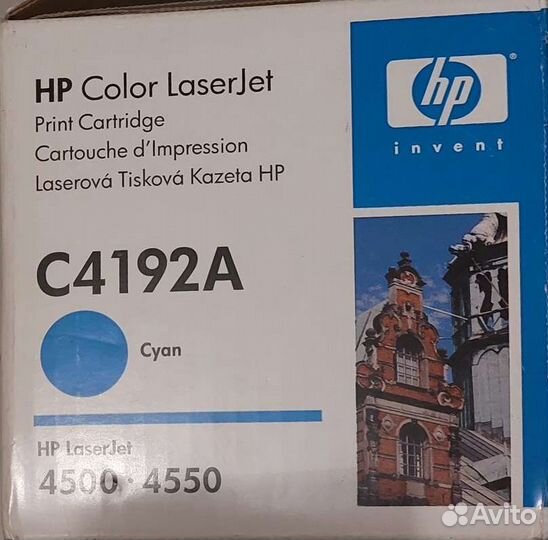 HP Color LaserJet
Print Cartridge
Cartouche d'Impression
Laserová Tisková Kazeta HP
hp
®
invent
C4192A
Cyan
HP LaserJet
4500 · 4550
Avito